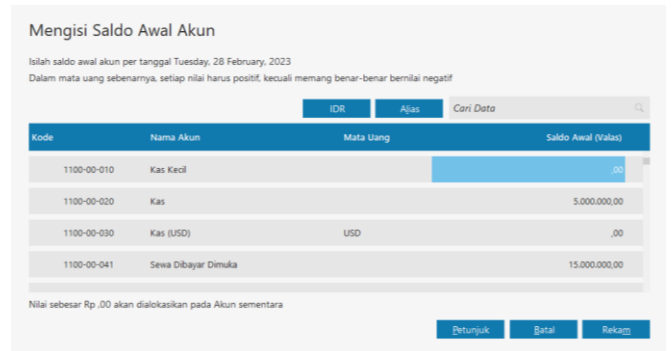 Mengisi Saldo Awal Akun
Isilah saldo awal akun per tanggal Tuesday, 28 February, 2023
Dalam mata uang sebenarnya, setiap nilai harus positif, kecuali memang benar-benar bernilai negatif
IDR Alias Cari Data
Kode Nama Akun Mata Uang Saldo Awal (Valas)
1100-00-010 Kas Kecil ,00
1100-00-020 Kas 5.000.000,00
1100-00-030 Kas (USD) USD ,00
1100-00-041 Sewa Dibayar Dimuka 15.000.000,00
Nilai sebesar Rp ,00 akan dialokasikan pada Akun sementara
Petunjuk Batal Rekam